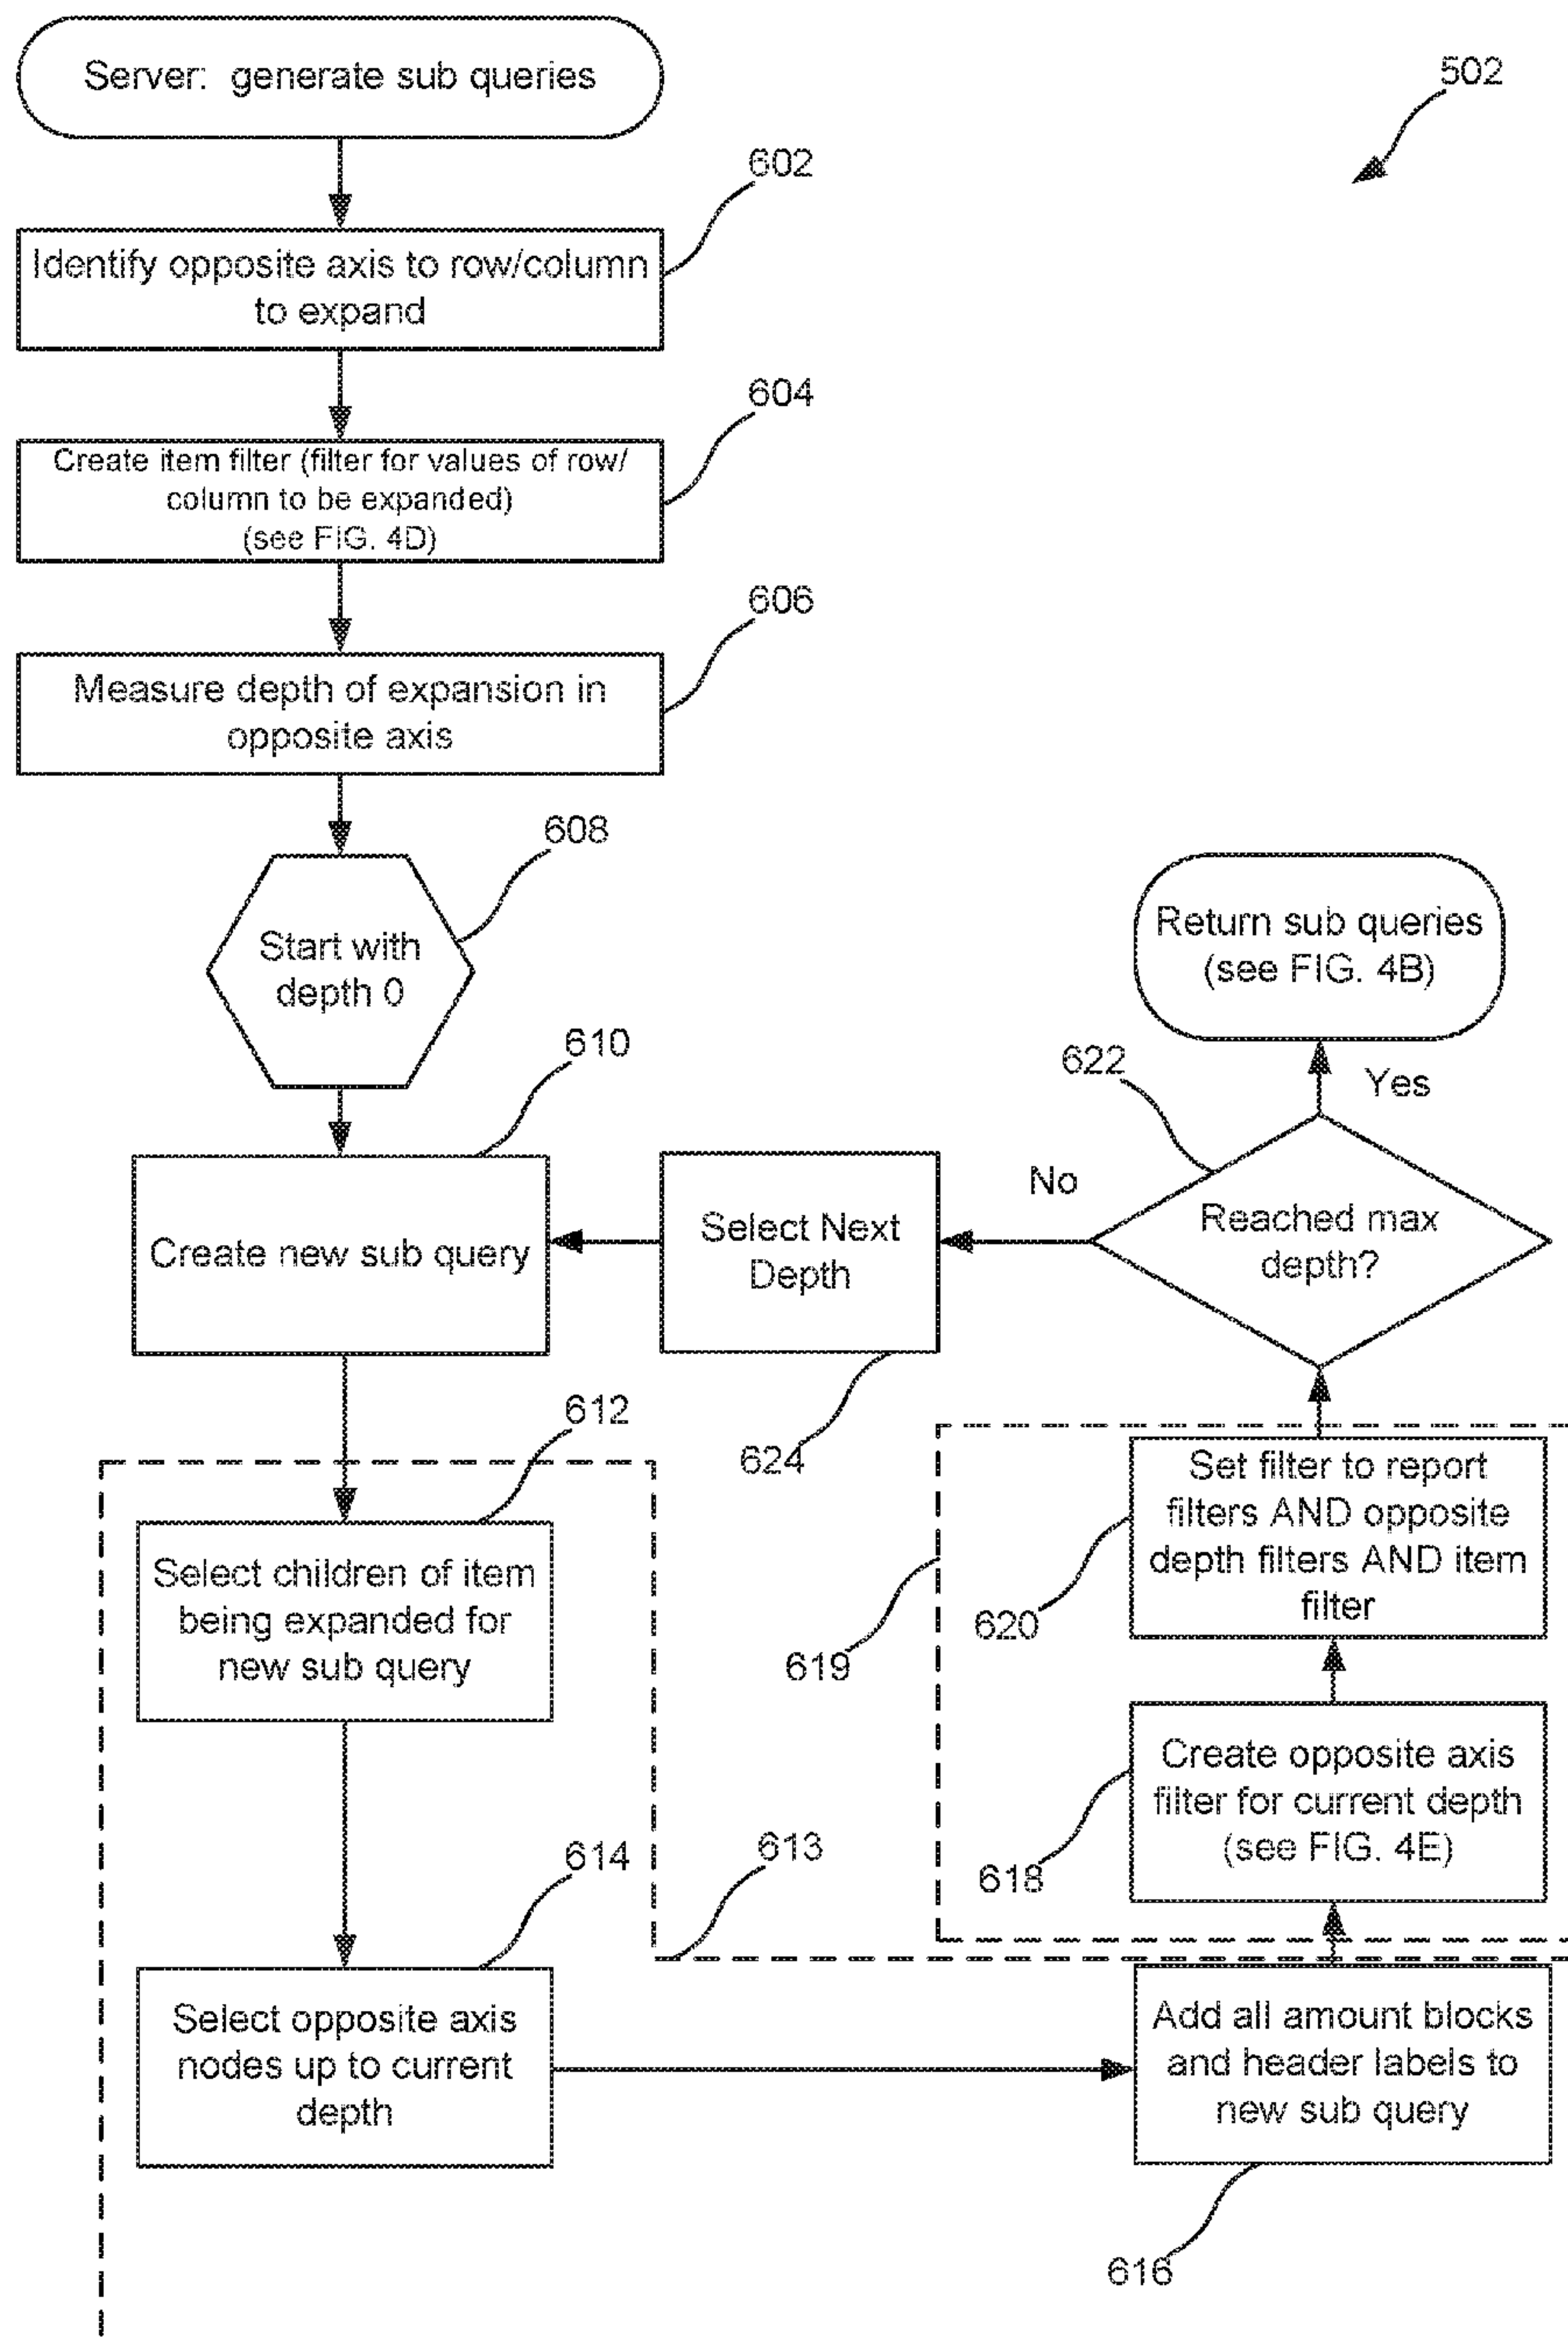 Server: generate sub queries
502
602
Identify opposite axis to row/column
to expand
604
Create item filter (filter for values of row/
column to be expanded)
(see FIG. 4D)
606
Measure depth of expansion in
opposite axis
608
Start with
depth 0
Return sub queries
(see FIG. 4B)
610
622
Yes
Create new sub query
Select Next
Depth
No
Reached max
depth?
612
624
Select children of item
being expanded for
new sub query
Set filter to report
filters AND opposite
depth filters AND item
filter
620
619
Create opposite axis
filter for current depth
(see FIG. 4E)
618
614
613
Select opposite axis
nodes up to current
depth
Add all amount blocks
and header labels to
new sub query
616